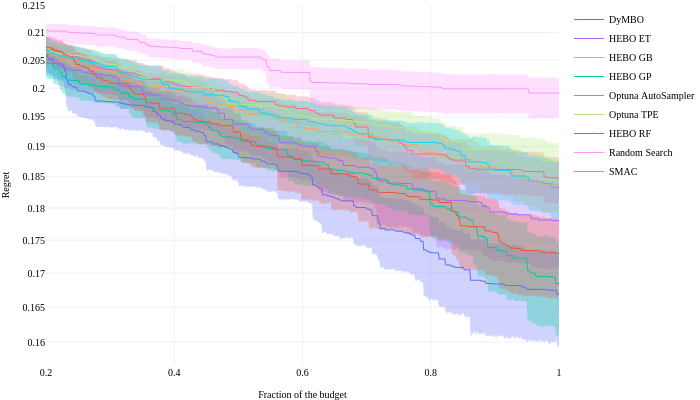 0.215
0.21
0.205
0.2
0.195
0.19
0.185
0.18
0.175
0.17
0.165
0.16
Regret
0.2 0.4 0.6 0.8 1
Fraction of the budget
DyMBO
HEBO ET
HEBO GB
HEBO GP
Optuna AutoSampler
Optuna TPE
HEBO RF
Random Search
SMAC